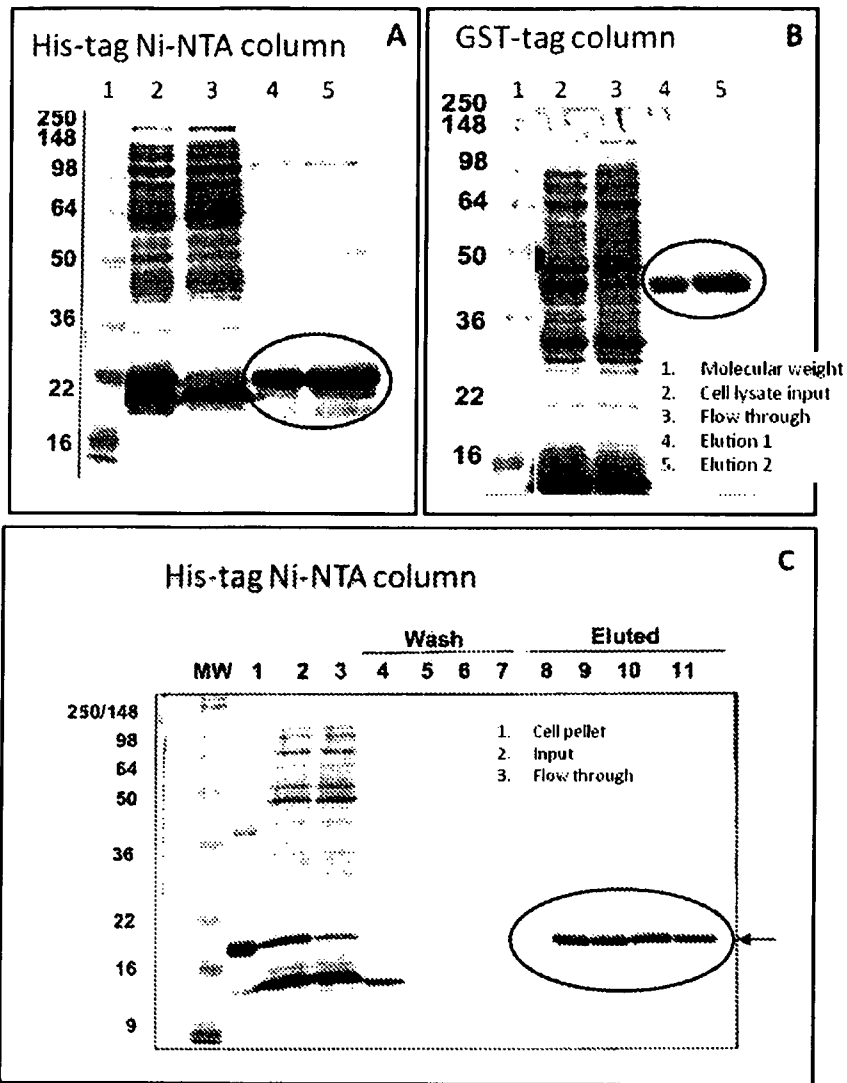 His-tag Ni-NTA column
A
1 2 3 4 5
250
148
98
64
50
36
22
16
GST-tag column
B
1 2 3 4 5
250
148
98
64
50
36
22
16
1. Molecular weight
2. Cell lysate input
3. Flow through
4. Elution 1
5. Elution 2
C
His-tag Ni-NTA column
Wash Eluted
MW 1 2 3 4 5 6 7 8 9 10 11
250/148
98
64
50
36
22
16
9
1. Cell pellet
2. Input
3. Flow through